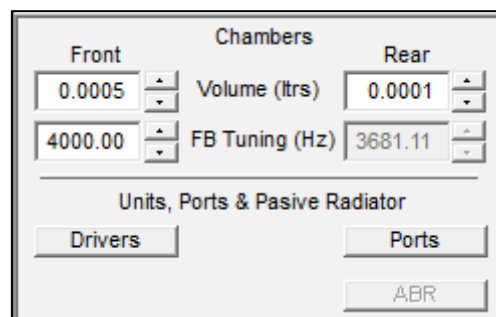 Chambers
Front Rear
0.0005 Volume (ltrs) 0.0001
4000.00 FB Tuning (Hz) 3681.11
Units, Ports & Pasive Radiator
Drivers Ports
ABR